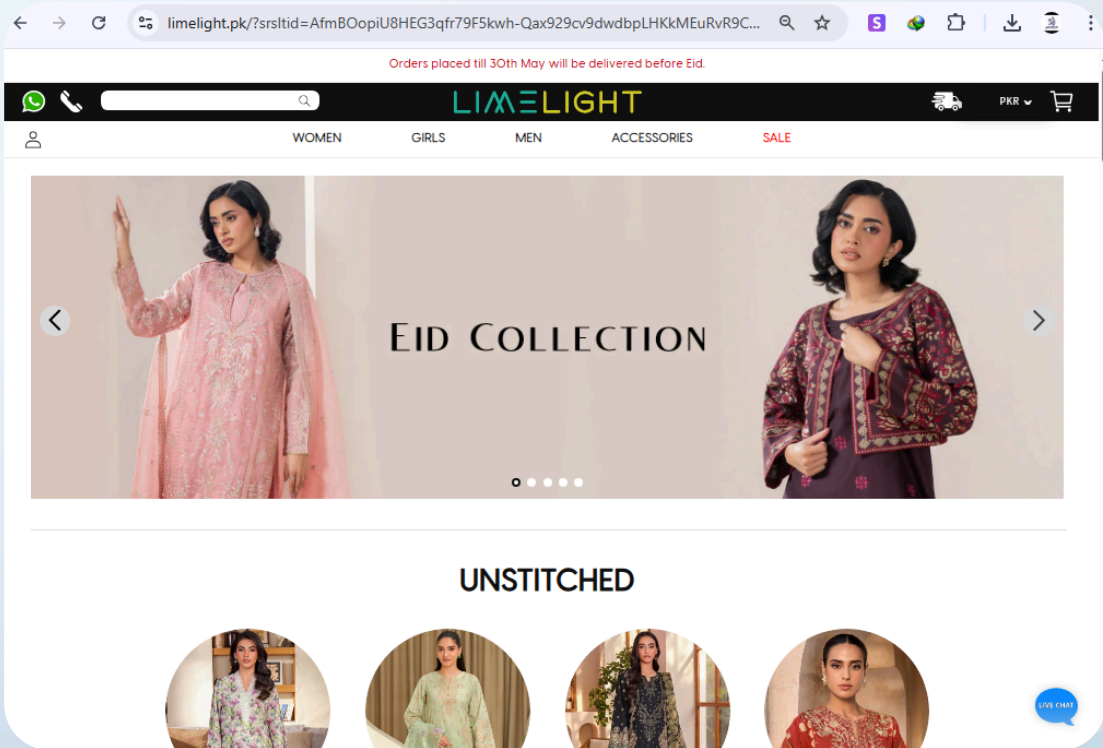 limelight.pk/?srsltid=AfmBOopiU8HEG3qfr79F5kwh-Qax929cv9dwdbpLHKkMEuRvR9C...
S
Orders placed till 30th May will be delivered before Eid.
LIMELIGHT
PKR
WOMEN GIRLS MEN ACCESSORIES SALE
EID COLLECTION
UNSTITCHED
LIVE CHAT